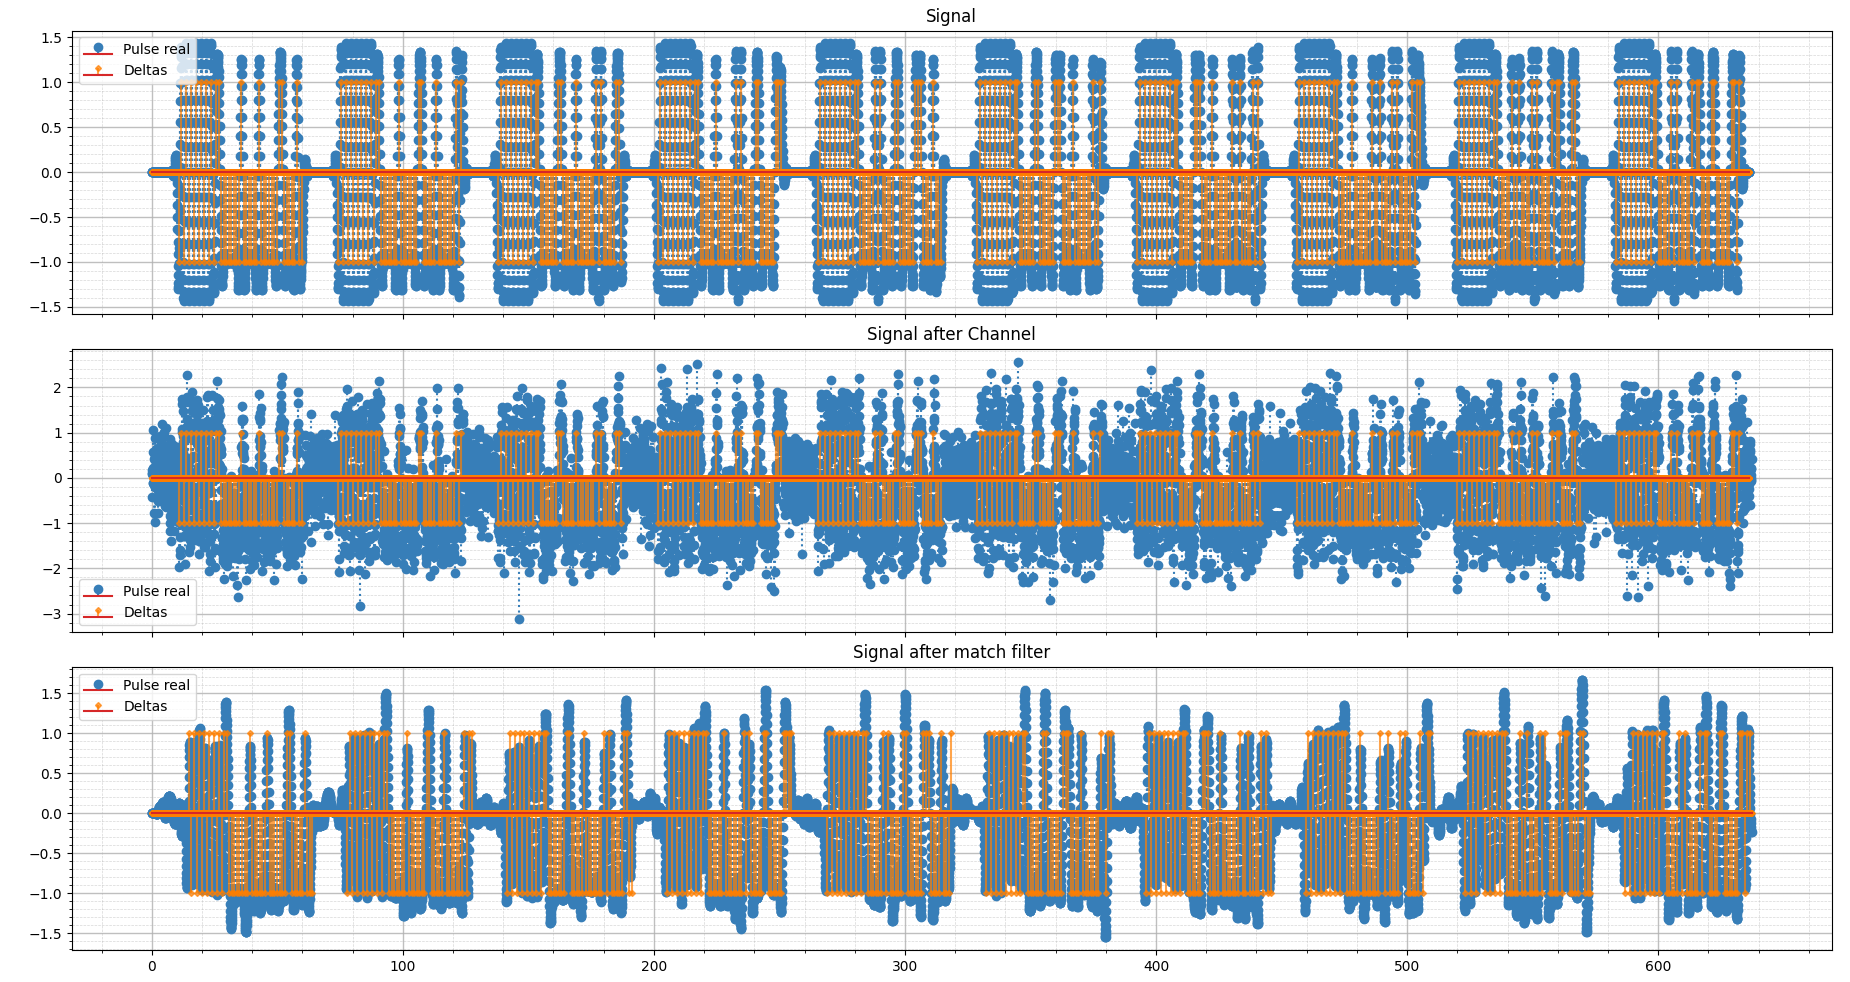 Signal
1.5
1.0
0.5
0.0
−0.5
−1.0
−1.5
Pulse real
Deltas
Signal after Channel
2
1
0
−1
−2
−3
Pulse real
Deltas
Signal after match filter
1.5
1.0
0.5
0.0
−0.5
−1.0
−1.5
Pulse real
Deltas
0 100 200 300 400 500 600